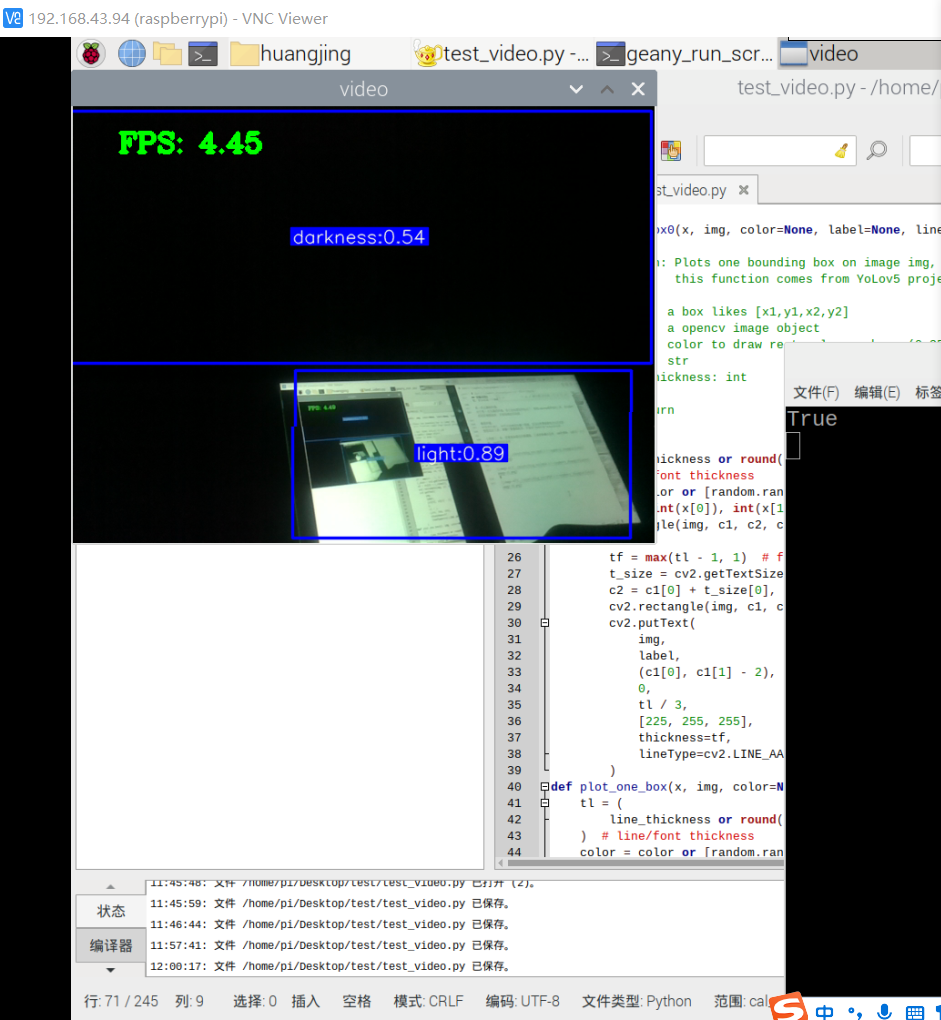 192.168.43.94 (raspberrypi) - VNC Viewer
huangjing
test_video.py -...
geany_run_scr...
video
video
test_video.py - /home/
FPS: 4.45
darkness:0.54
light:0.89
st_video.py
x0(x, img, color=None, label=None, line
: Plots one bounding box on image img,
this function comes from YoLov5 proje
a box likes [x1,y1,x2,y2]
a opencv image object
str
hickness: int
urn
文件(F) 编辑(E) 标签
True
hickness or round(
font thickness
lor or [random.ran
int(x[0]), int(x[1
gle(img, c1, c2, c
26 tf = max(tl - 1, 1) # f
27 t_size = cv2.getTextSize
28 c2 = c1[0] + t_size[0],
29 cv2.rectangle(img, c1, c
30 cv2.putText(
31 img,
32 label,
33 (c1[0], c1[1] - 2),
34 0,
35 tl / 3,
36 [225, 255, 255],
37 thickness=tf,
38 lineType=cv2.LINE_AA
39 )
40 def plot_one_box(x, img, color=N
41 tl = (
42 line_thickness or round(
43 ) # line/font thickness
44 color = color or [random.ran
状态
编译器
11:45:48: 文件 /home/pi/Desktop/test/test_video.py 已打开 (2)。
11:45:59: 文件 /home/pi/Desktop/test/test_video.py 已保存。
11:46:44: 文件 /home/pi/Desktop/test/test_video.py 已保存。
11:57:41: 文件 /home/pi/Desktop/test/test_video.py 已保存。
12:00:17: 文件 /home/pi/Desktop/test/test_video.py 已保存。
行: 71 / 245 列: 9 选择: 0 插入 空格 模式: CRLF 编码: UTF-8 文件类型: Python 范围: cal
中